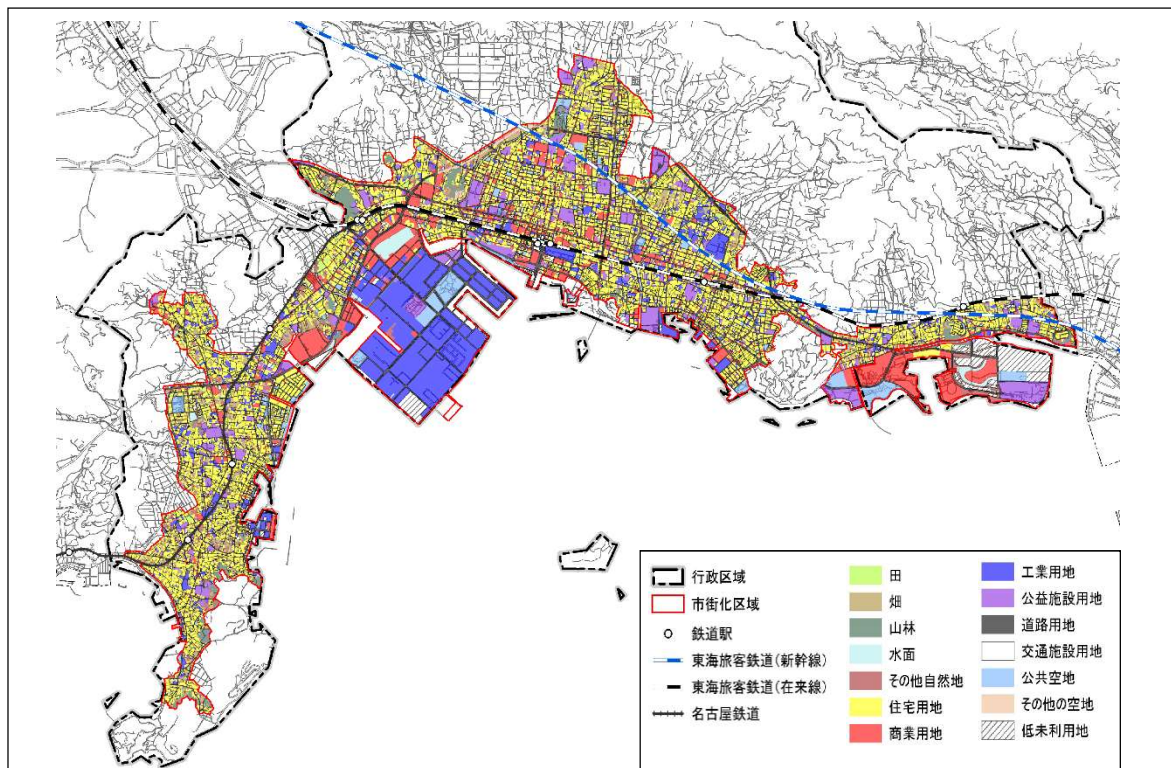 行政区域
市街化区域
鉄道駅
東海旅客鉄道(新幹線)
東海旅客鉄道(在来線)
名古屋鉄道
田
畑
山林
水面
その他自然地
住宅用地
商業用地
工業用地
公益施設用地
道路用地
交通施設用地
公共空地
その他の空地
低未利用地